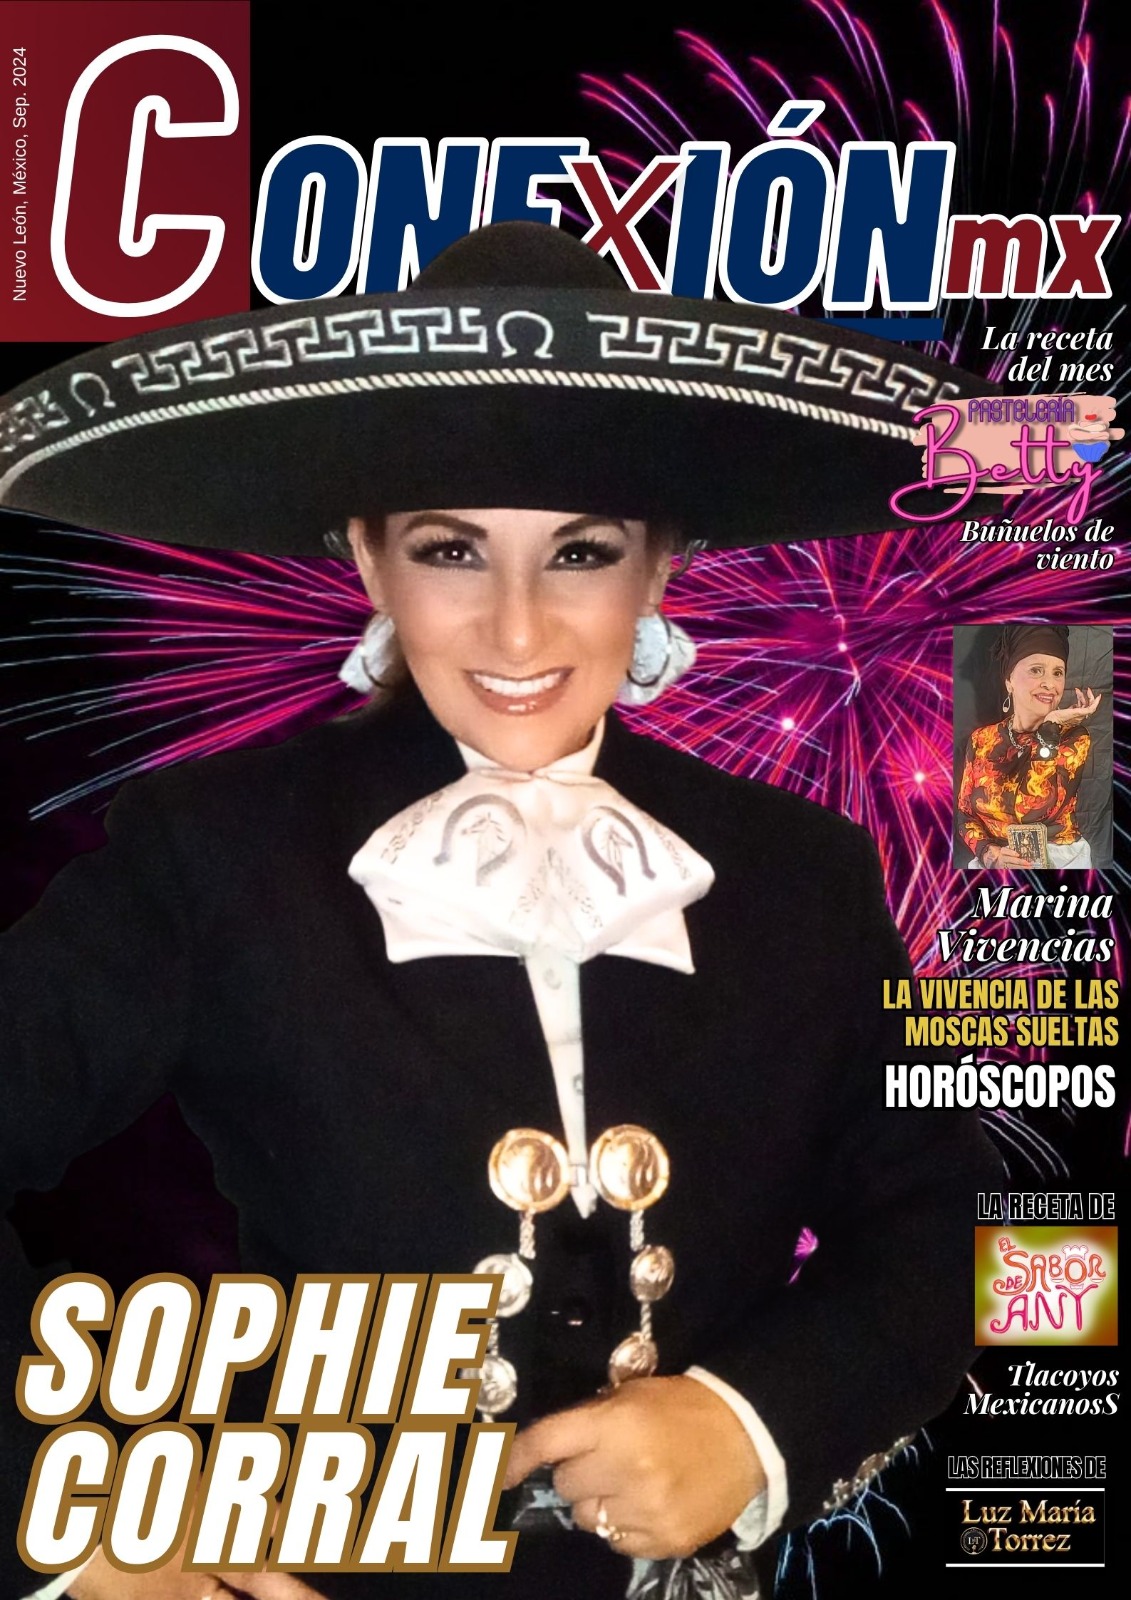 Nuevo León, México, Sep. 2024
CONEXIÓNmx
La receta
del mes
PASTELERÍA
Betty
Buñuelos de
viento
Marina
Vivencias
LA VIVENCIA DE LAS
MOSCAS SUELTAS
HORÓSCOPOS
LA RECETA DE
EL
SABOR
DE
ANY
Tlacoyos
MexicanosS
LAS REFLEXIONES DE
Luz María
Torrez
SOPHIE
CORRAL